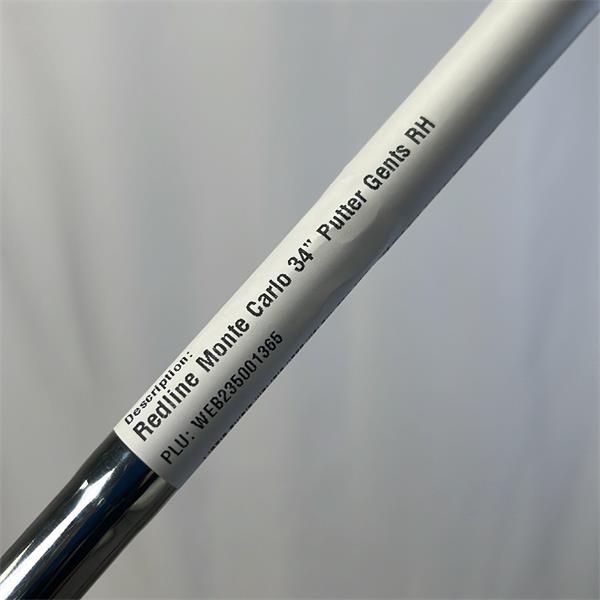 Description:
Redline Monte Carlo 34" Putter Gents RH
PLU: WEB235001365